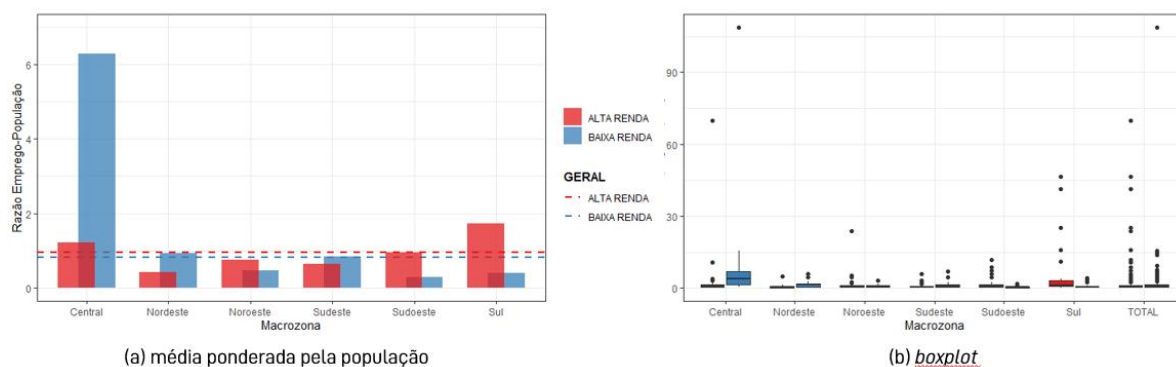 Razão Emprego-População
6
4
2
0
Central
Nordeste
Noroeste
Sudeste
Sudoeste
Sul
Macrozona
(a) média ponderada pela população
ALTA RENDA
BAIXA RENDA
GERAL
ALTA RENDA
BAIXA RENDA
90
60
30
0
Central
Nordeste
Noroeste
Sudeste
Sudoeste
Sul
TOTAL
Macrozona
(b) boxplot